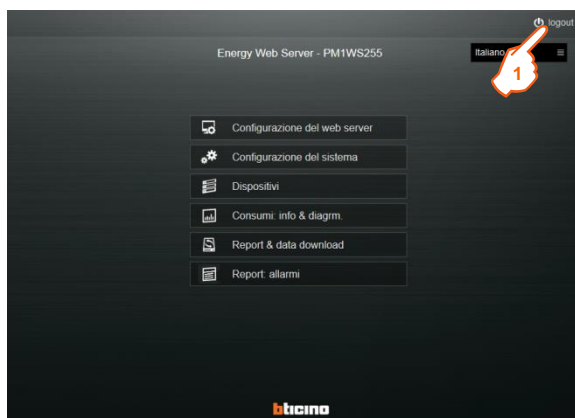 logout
Energy Web Server - PM1WS255
Italiano
1
Configurazione del web server
Configurazione del sistema
Dispositivi
Consumi: info & diagrm.
Report & data download
Report: allarmi
bticino